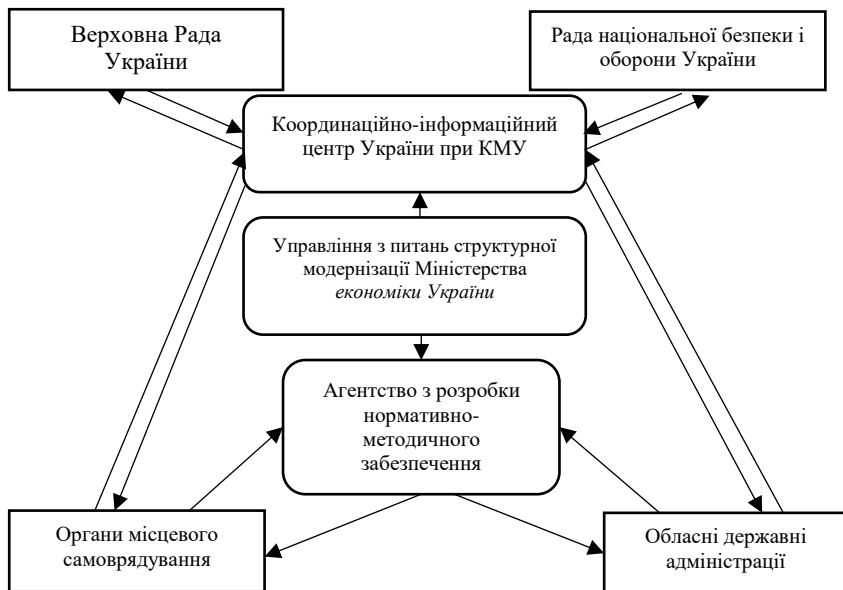 Верховна Рада
України
Рада національної безпеки і
оборони України
Координаційно-інформаційний
центр України при КМУ
Управління з питань структурної
модернізації Міністерства
економіки України
Агентство з розробки
нормативно-
методичного
забезпечення
Органи місцевого
самоврядування
Обласні державні
адміністрації